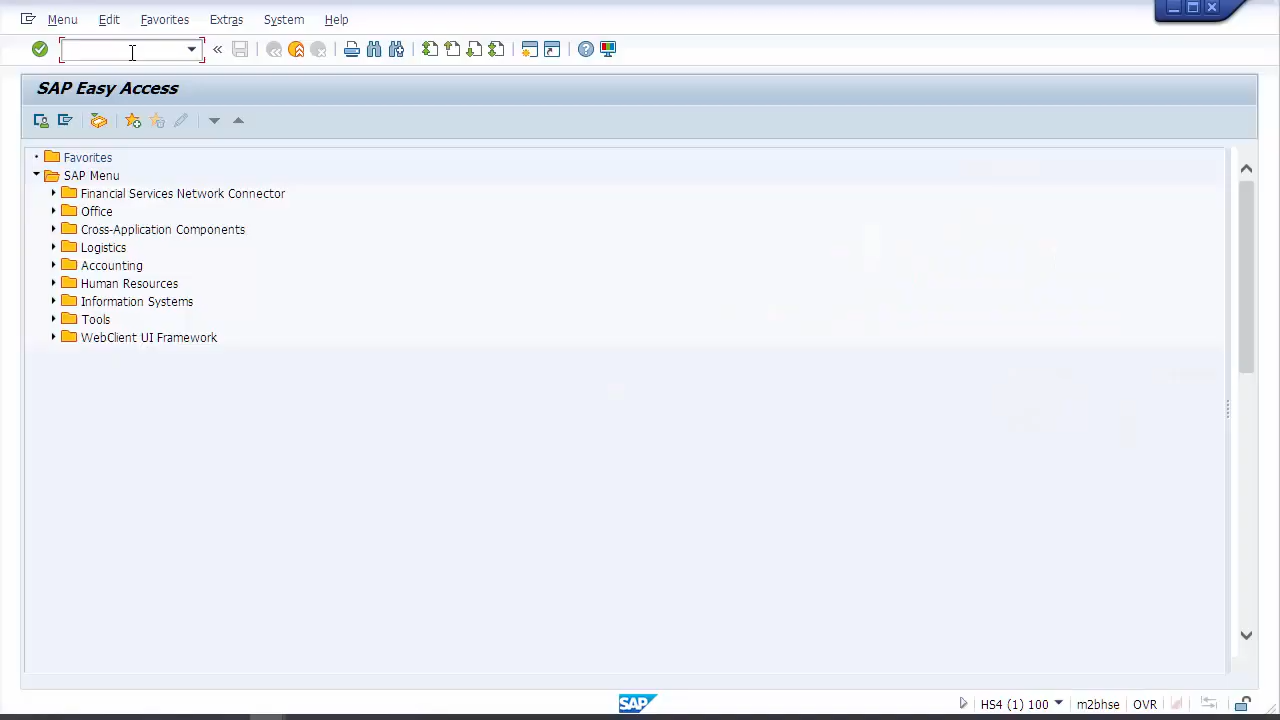 Menu Edit Favorites Extras System Help
SAP Easy Access
Favorites
SAP Menu
Financial Services Network Connector
Office
Cross-Application Components
Logistics
Accounting
Human Resources
Information Systems
Tools
WebClient UI Framework
SAP HS4 (1) 100 m2bhse OVR